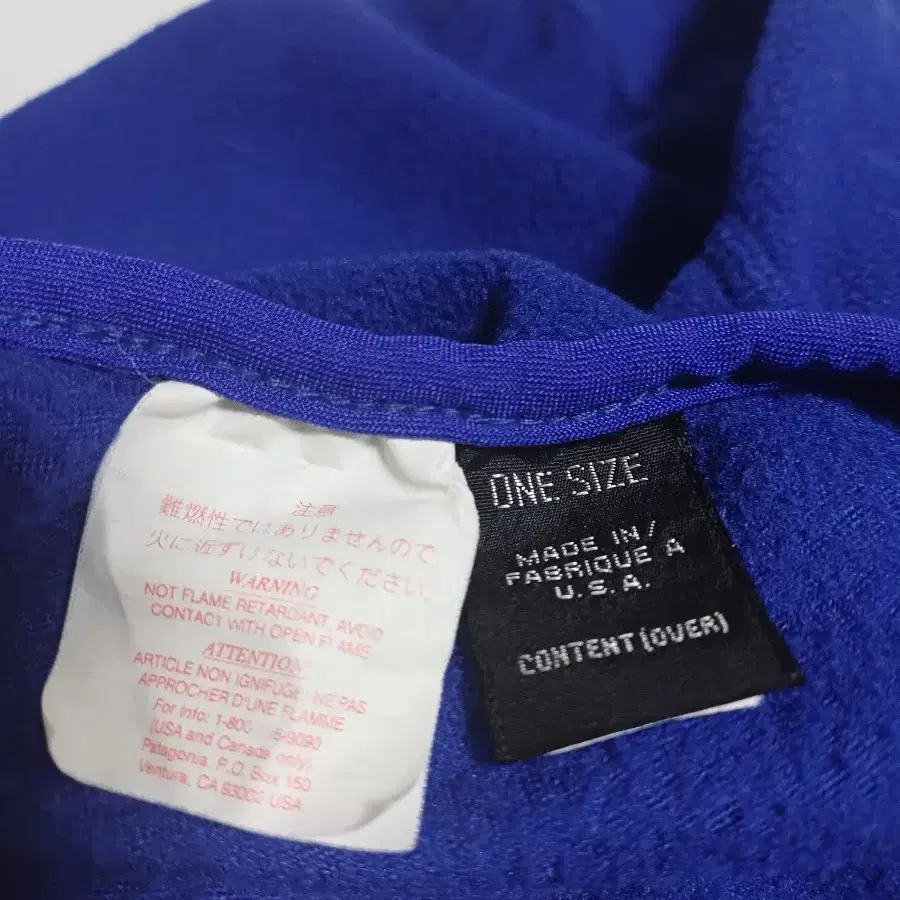 注意
難燃性ではありませんので
火に近ずけないでください。
WARNING
NOT FLAME RETARDANT. AVOID
CONTACT WITH OPEN FLAME
ATTENTION
ARTICLE NON IGNIFUGE NE PAS
APPROCHER D'UNE FLAMME
For Info: 1-800 -9090
(USA and Canada only)
Patagonia P.O. Box 150
Ventura, CA 93002 USA
ONE SIZE
MADE IN/
FABRIQUE A
U.S.A.
CONTENT (OVER)